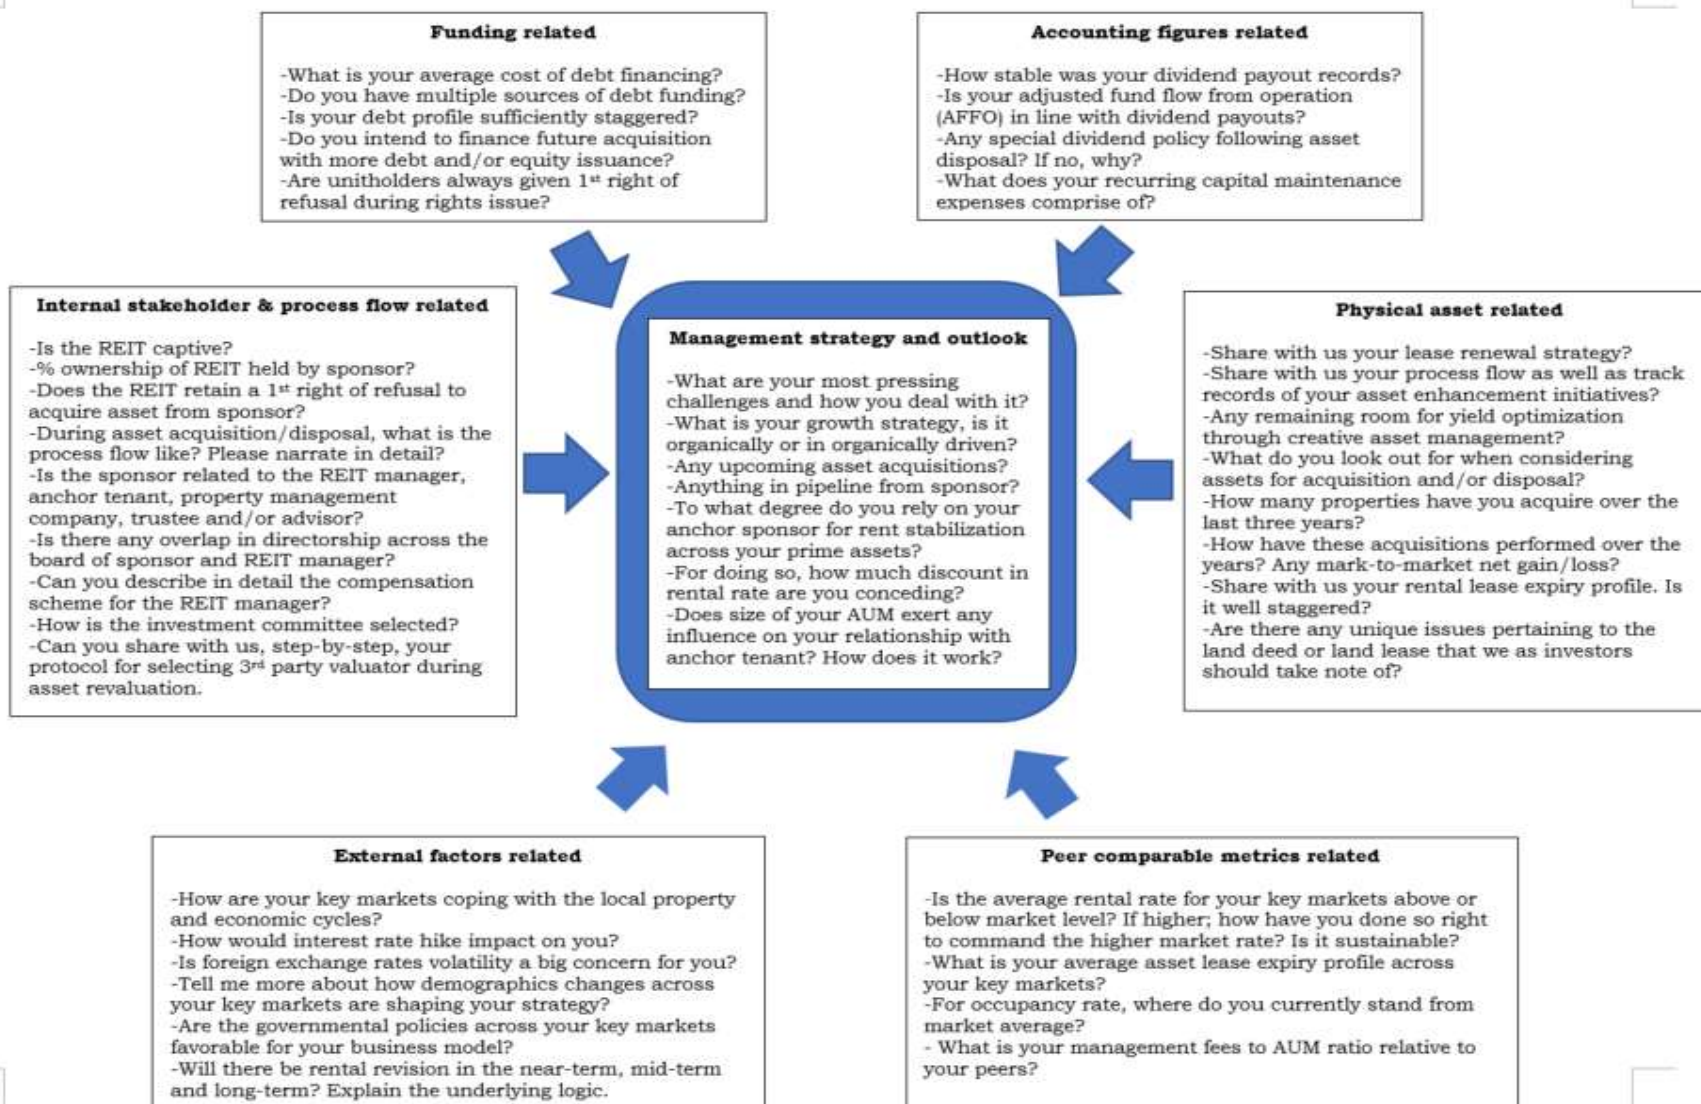 Funding related
-What is your average cost of debt financing?
-Do you have multiple sources of debt funding?
-Is your debt profile sufficiently staggered?
-Do you intend to finance future acquisition
with more debt and/or equity issuance?
-Are unitholders always given 1st right of
refusal during rights issue?
Accounting figures related
-How stable was your dividend payout records?
-Is your adjusted fund flow from operation
(AFFO) in line with dividend payouts?
-Any special dividend policy following asset
disposal? If no, why?
-What does your recurring capital maintenance
expenses comprise of?
Internal stakeholder & process flow related
-Is the REIT captive?
-% ownership of REIT held by sponsor?
-Does the REIT retain a 1st right of refusal to
acquire asset from sponsor?
-During asset acquisition/disposal, what is the
process flow like? Please narrate in detail?
-Is the sponsor related to the REIT manager,
anchor tenant, property management
company, trustee and/or advisor?
-Is there any overlap in directorship across the
board of sponsor and REIT manager?
-Can you describe in detail the compensation
scheme for the REIT manager?
-How is the investment committee selected?
-Can you share with us, step-by-step, your
protocol for selecting 3rd party valuator during
asset revaluation.
Management strategy and outlook
-What are your most pressing
challenges and how you deal with it?
-What is your growth strategy, is it
organically or in organically driven?
-Any upcoming asset acquisitions?
-Anything in pipeline from sponsor?
-To what degree do you rely on your
anchor sponsor for rent stabilization
across your prime assets?
-For doing so, how much discount in
rental rate are you conceding?
-Does size of your AUM exert any
influence on your relationship with
anchor tenant? How does it work?
Physical asset related
-Share with us your lease renewal strategy?
-Share with us your process flow as well as track
records of your asset enhancement initiatives?
-Any remaining room for yield optimization
through creative asset management?
-What do you look out for when considering
assets for acquisition and/or disposal?
-How many properties have you acquire over the
last three years?
-How have these acquisitions performed over the
years? Any mark-to-market net gain/loss?
-Share with us your rental lease expiry profile. Is
it well staggered?
-Are there any unique issues pertaining to the
land deed or land lease that we as investors
should take note of?
External factors related
-How are your key markets coping with the local property
and economic cycles?
-How would interest rate hike impact on you?
-Is foreign exchange rates volatility a big concern for you?
-Tell me more about how demographics changes across
your key markets are shaping your strategy?
-Are the governmental policies across your key markets
favorable for your business model?
-Will there be rental revision in the near-term, mid-term
and long-term? Explain the underlying logic.
Peer comparable metrics related
-Is the average rental rate for your key markets above or
below market level? If higher; how have you done so right
to command the higher market rate? Is it sustainable?
-What is your average asset lease expiry profile across
your key markets?
-For occupancy rate, where do you currently stand from
market average?
- What is your management fees to AUM ratio relative to
your peers?